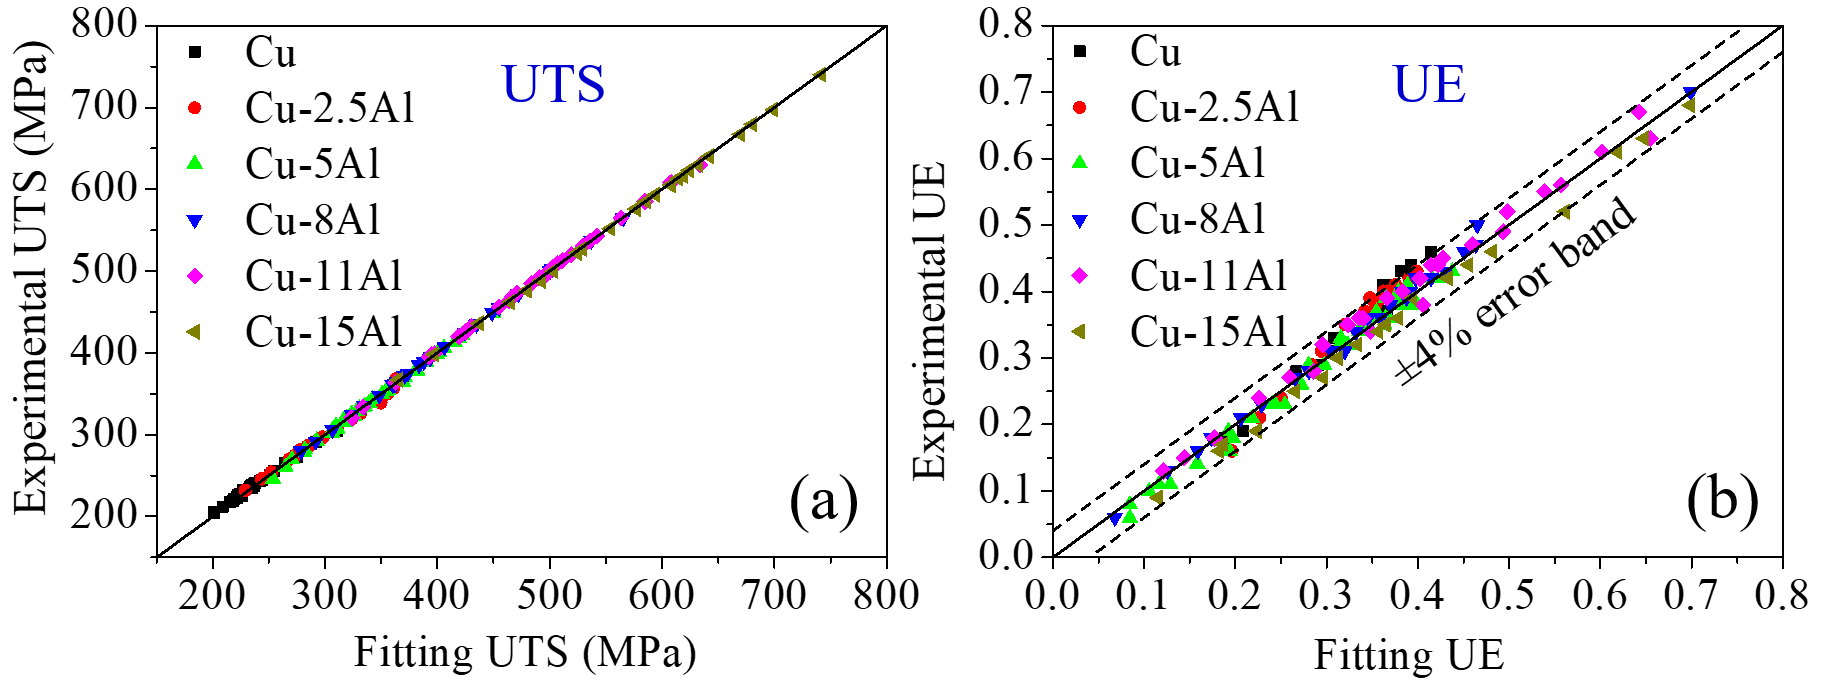 Experimental UTS (MPa)
800
700
600
500
400
300
200
Cu
Cu-2.5Al
Cu-5Al
Cu-8Al
Cu-11Al
Cu-15Al
UTS
(a)
200 300 400 500 600 700 800
Fitting UTS (MPa)
Experimental UE
0.8
0.7
0.6
0.5
0.4
0.3
0.2
0.1
0.0
Cu
Cu-2.5Al
Cu-5Al
Cu-8Al
Cu-11Al
Cu-15Al
UE
±4% error band
(b)
0.0 0.1 0.2 0.3 0.4 0.5 0.6 0.7 0.8
Fitting UE